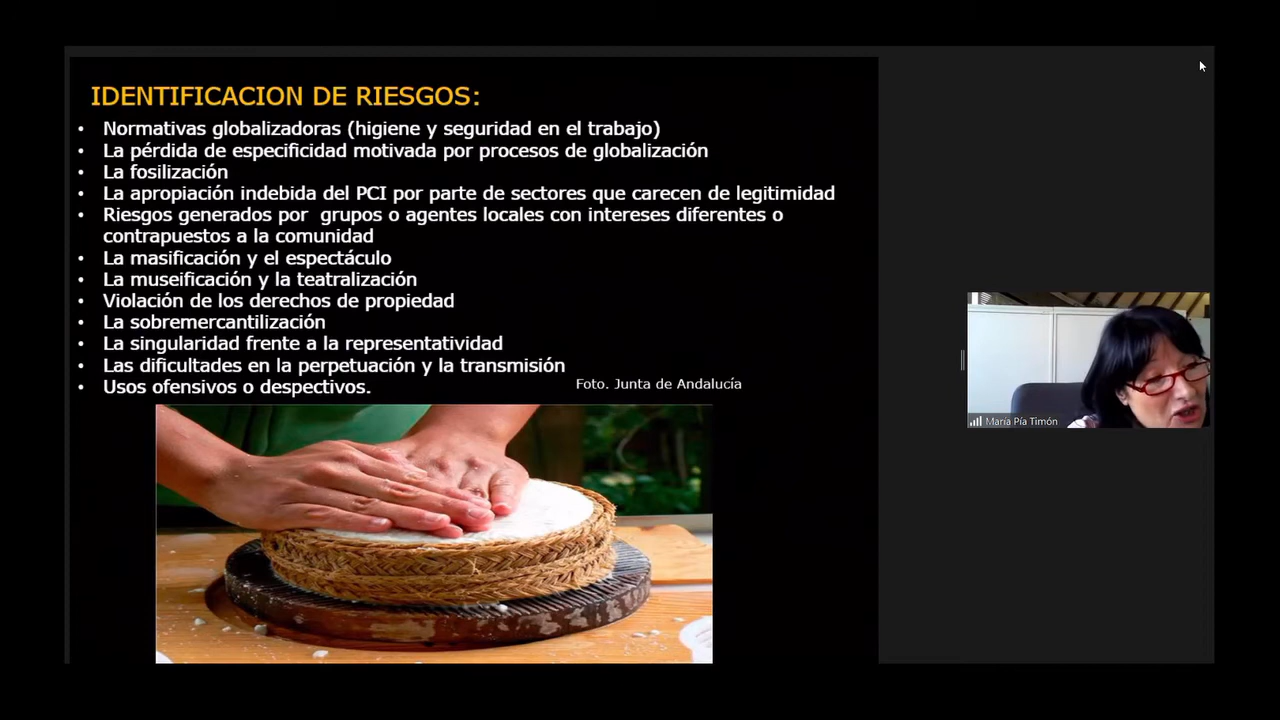 IDENTIFICACION DE RIESGOS:
• Normativas globalizadoras (higiene y seguridad en el trabajo)
• La pérdida de especificidad motivada por procesos de globalización
• La fosilización
• La apropiación indebida del PCI por parte de sectores que carecen de legitimidad
• Riesgos generados por grupos o agentes locales con intereses diferentes o
contrapuestos a la comunidad
• La masificación y el espectáculo
• La museificación y la teatralización
• Violación de los derechos de propiedad
• La sobremercantilización
• La singularidad frente a la representatividad
• Las dificultades en la perpetuación y la transmisión
• Usos ofensivos o despectivos.
Foto. Junta de Andalucía
María Pía Timón